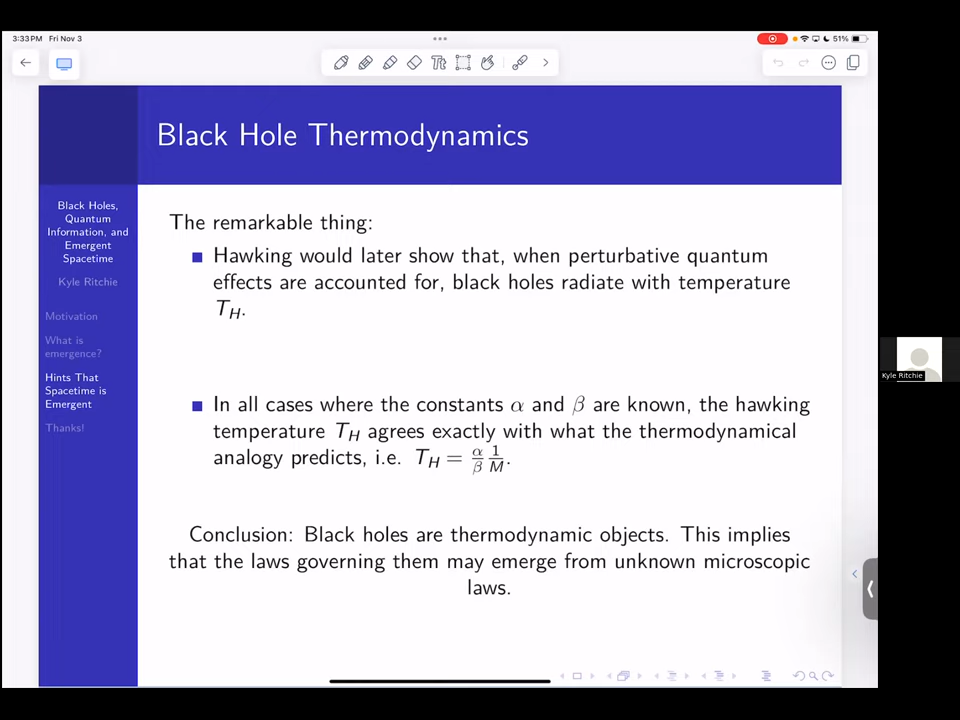 3:33 PM Fri Nov 3
51%
Black Hole Thermodynamics
Black Holes,
Quantum
Information, and
Emergent
Spacetime
Kyle Ritchie
Motivation
What is
emergence?
Hints That
Spacetime is
Emergent
Thanks!
The remarkable thing:
Hawking would later show that, when perturbative quantum
effects are accounted for, black holes radiate with temperature
T_H.
In all cases where the constants α and β are known, the hawking
temperature T_H agrees exactly with what the thermodynamical
analogy predicts, i.e. T_H = α/β 1/M.
Conclusion: Black holes are thermodynamic objects. This implies
that the laws governing them may emerge from unknown microscopic
laws.
Kyle Ritchie